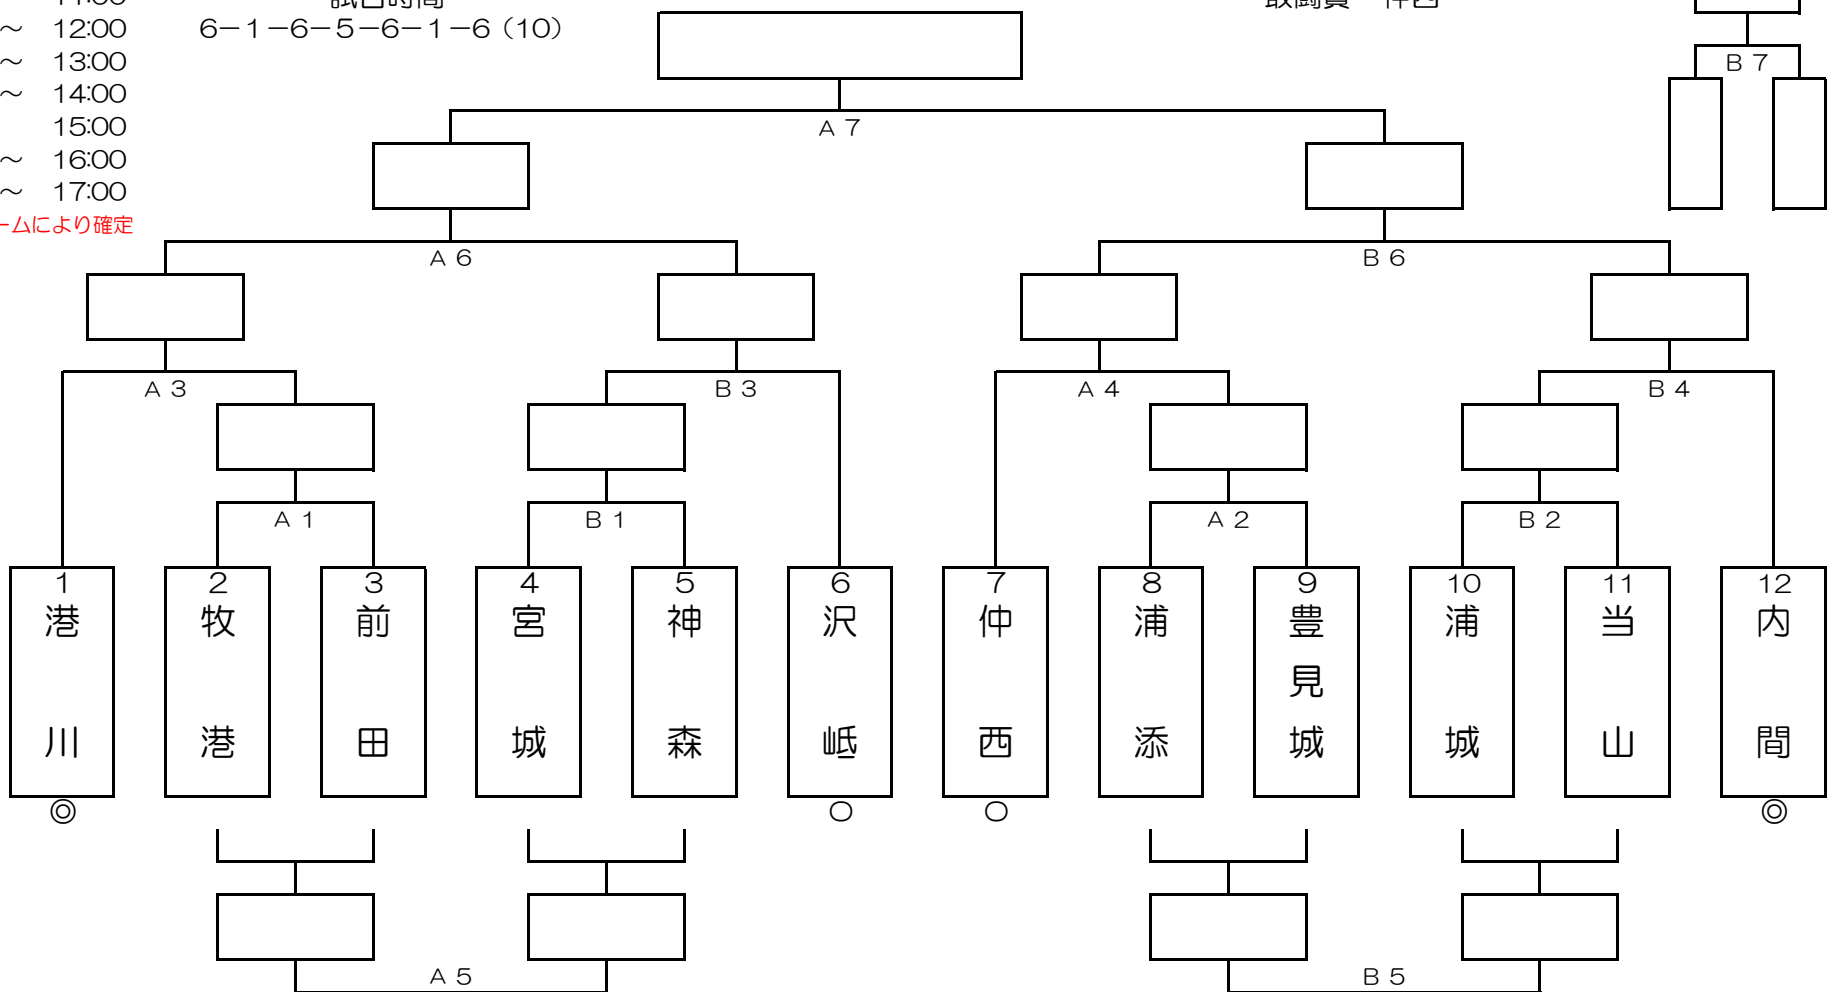 ～ 12:00 6－1－6－5－6－1－6（10）
～ 13:00
B 7
～ 14:00
15:00
A 7
～ 16:00
～ 17:00
ームにより確定
A 6
B 6
A 3
B 3
A 4
B 4
A 1
B 1
A 2
B 2
1 港川 ◎
2 牧港
3 前田
4 宮城
5 神森
6 沢岻 ○
7 仲西 ○
8 浦添
9 豊見城
10 浦城
11 当山
12 内間 ◎
A 5
B 5